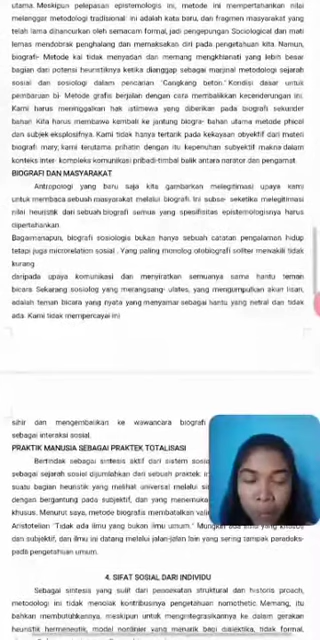 utama. Meskipun pelepasan epistemologis ini, metode ini mempertahankan nilai
melanggar metodologi tradisional ini adalah kata baru, dan fragmen masyarakat yang
telah lama dihancurkan oleh semacam formal, jadi pengepungan Sociological dan mati
lemas mendobrak penghalang dan memaksakan diri pada pengetahuan kita. Namun,
biografi- Metode kal tidak menyadari dan memang mengkhianati yang lebih besar
bagian dari potensi heuristiknya ketika dianggap sebagai marjinal metodologi sejarah
sosial dan sosiologi dalam pencarian "Cangkang beton." Kondisi dasar untuk
pembaruan bi- Metode grafis berjalan dengan cara membalikkan kecenderungan ini.
Kami harus meninggalkan hak istimewa yang diberikan pada biografi sekunder
bahan Kita harus membawa kembali ke jantung biogra- bahan utama metode phical
dan subjek eksplosifnya. Kami tidak hanya tertarik pada kekayaan obyektif dari materi
biografi mary; kami terutama prihatin dengan itu kepenuhan subyektif makna dalam
konteks inter- kompleks komunikasi pribadi-timbal balik antara narator dan pengamat.
BIOGRAFI DAN MASYARAKAT
Antropologi yang baru saja kita gambarkan melegitimasi upaya kami
untuk membaca sebuah masyarakat melalui biografi. Ini subse- seketika melegitimasi
nilai heuristik dari sebuah biografi semua yang spesifisitas epistemologisnya harus
dipertahankan.
Bagaimanapun, biografi sosiologis bukan hanya sebuah catatan pengalaman hidup
tetapi juga microrelation sosial. Yang paling monolog otobiografi soliter mewakili tidak
kurang
daripada upaya komunikasi dan menyiratkan semuanya sama hantu teman
bicara. Sekarang sosiolog yang merangsang- ulates, yang mengumpulkan akun lisan,
adalah teman bicara yang nyata yang menyamar sebagai hantu yang netral dan tidak
ada. Kami tidak mempercayai ini
sihir dan mengembalikan ke wawancara biografi
sebagai interaksi sosial.
PRAKTIK MANUSIA SEBAGAI PRAKTEK TOTALISASI
Bertindak sebagai sintesis aktif dari sistem sosia
sebagai sejarah sosial dijumlahkan dari sebuah praktek: in
suatu bagian heuristik yang melihat universal melalui si
dengan bergantung pada subjektif, dan yang menemuka
khusus. Menurut saya, metode biografis membatalkan vali
Aristotelian "Tidak ada ilmu yang bukan ilmu umum." Mungkin ada ilmu yang khusus
dan subjektif, dan ilmu ini datang melalui jalan-jalan lain yang sering tampak paradoks-
pada pengetahuan umum.
4. SIFAT SOSIAL DARI INDIVIDU
Sebagai sintesis yang sulit dari pendekatan struktural dan historis proach,
metodologi ini tidak menolak kontribusinya pengetahuan nomothetic. Memang, itu
bahkan membutuhkannya, meskipun untuk mengintegrasikannya ke dalam gerakan
heuristik hermeneutik, model nonlinier yang menarik bagi dialektika, tidak formal,